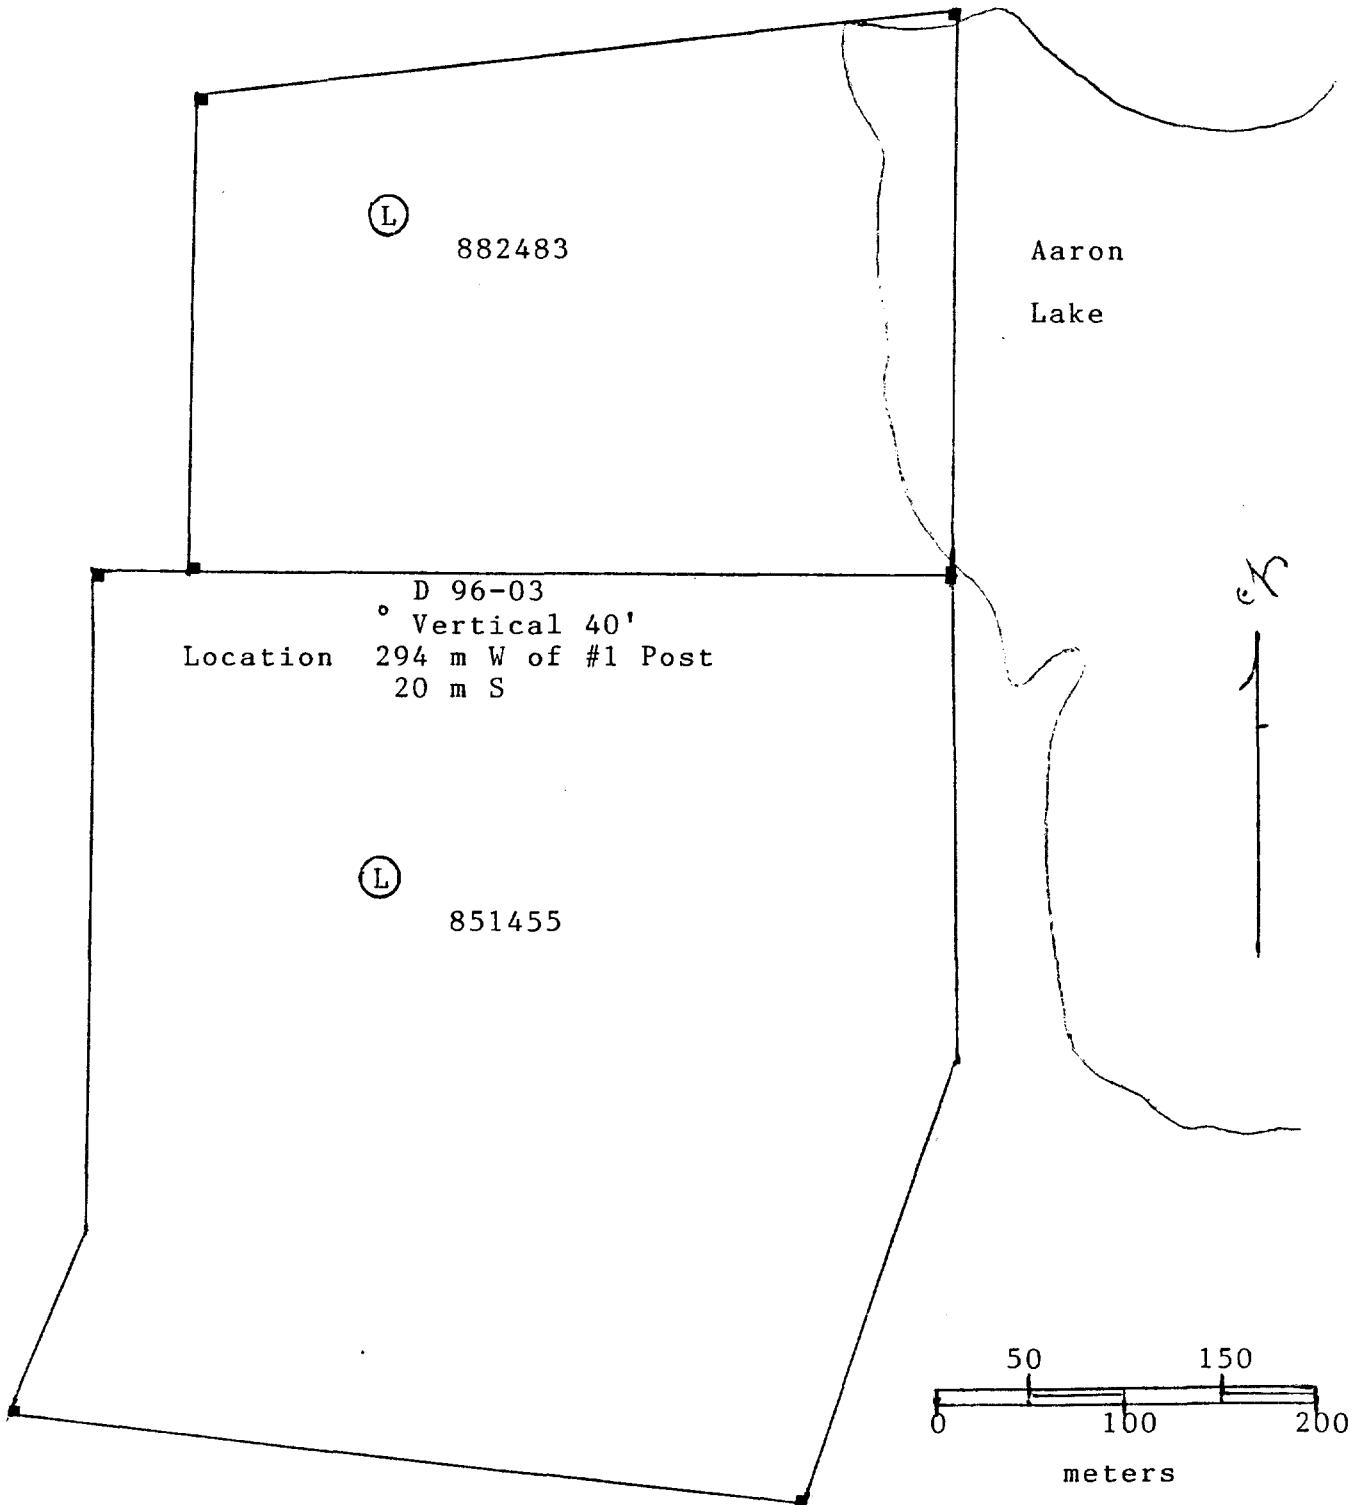 L
882483
Aaron
Lake
N
D 96-03
° Vertical 40'
Location 294 m W of #1 Post
20 m S
L
851455
50 150
0 100 200
meters